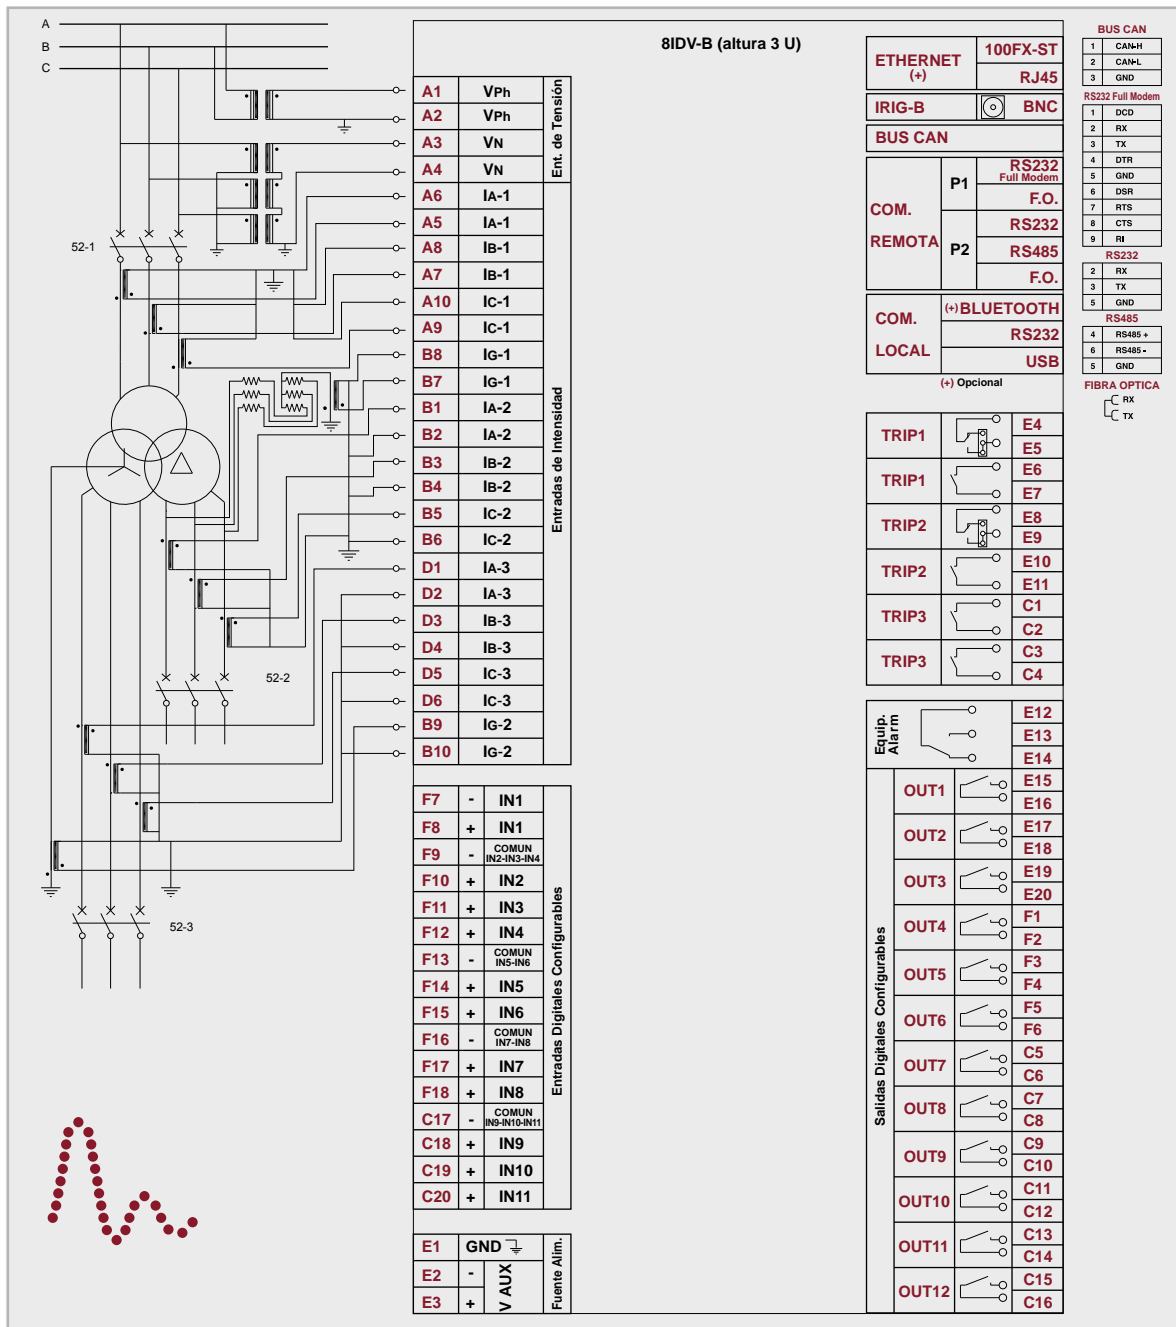 A
B
C
52-1
52-2
52-3
8IDV-B (altura 3 U)
A1 VPh
A2 VPh
A3 VN
A4 VN
Ent. de Tensión
A6 IA-1
A5 IA-1
A8 IB-1
A7 IB-1
A10 IC-1
A9 IC-1
B8 IG-1
B7 IG-1
B1 IA-2
B2 IA-2
B3 IB-2
B4 IB-2
B5 IC-2
B6 IC-2
D1 IA-3
D2 IA-3
D3 IB-3
D4 IB-3
D5 IC-3
D6 IC-3
B9 IG-2
B10 IG-2
Entradas de Intensidad
F7 - IN1
F8 + IN1
F9 - COMUN
IN2-IN3-IN4
F10 + IN2
F11 + IN3
F12 + IN4
F13 - COMUN
IN5-IN6
F14 + IN5
F15 + IN6
F16 - COMUN
IN7-IN8
F17 + IN7
F18 + IN8
C17 - COMUN
IN9-IN10-IN11
C18 + IN9
C19 + IN10
C20 + IN11
Entradas Digitales Configurables
E1 GND
E2 -
E3 +
V AUX
Fuente Alim.
ETHERNET
(+)
100FX-ST
RJ45
IRIG-B BNC
BUS CAN
COM.
REMOTA
P1
RS232
Full Modem
F.O.
P2
RS232
RS485
F.O.
COM.
LOCAL
(+) BLUETOOTH
RS232
USB
(+) Opcional
TRIP1 E4
E5
TRIP1 E6
E7
TRIP2 E8
E9
TRIP2 E10
E11
TRIP3 C1
C2
TRIP3 C3
C4
Equip.
Alarm
E12
E13
E14
Salidas Digitales Configurables
OUT1 E15
E16
OUT2 E17
E18
OUT3 E19
E20
OUT4 F1
F2
OUT5 F3
F4
OUT6 F5
F6
OUT7 C5
C6
OUT8 C7
C8
OUT9 C9
C10
OUT10 C11
C12
OUT11 C13
C14
OUT12 C15
C16
BUS CAN
1 CAN-H
2 CAN-L
3 GND
RS232 Full Modem
1 DCD
2 RX
3 TX
4 DTR
5 GND
6 DSR
7 RTS
8 CTS
9 RI
RS232
2 RX
3 TX
5 GND
RS485
4 RS485 +
6 RS485 -
5 GND
FIBRA OPTICA
RX
TX